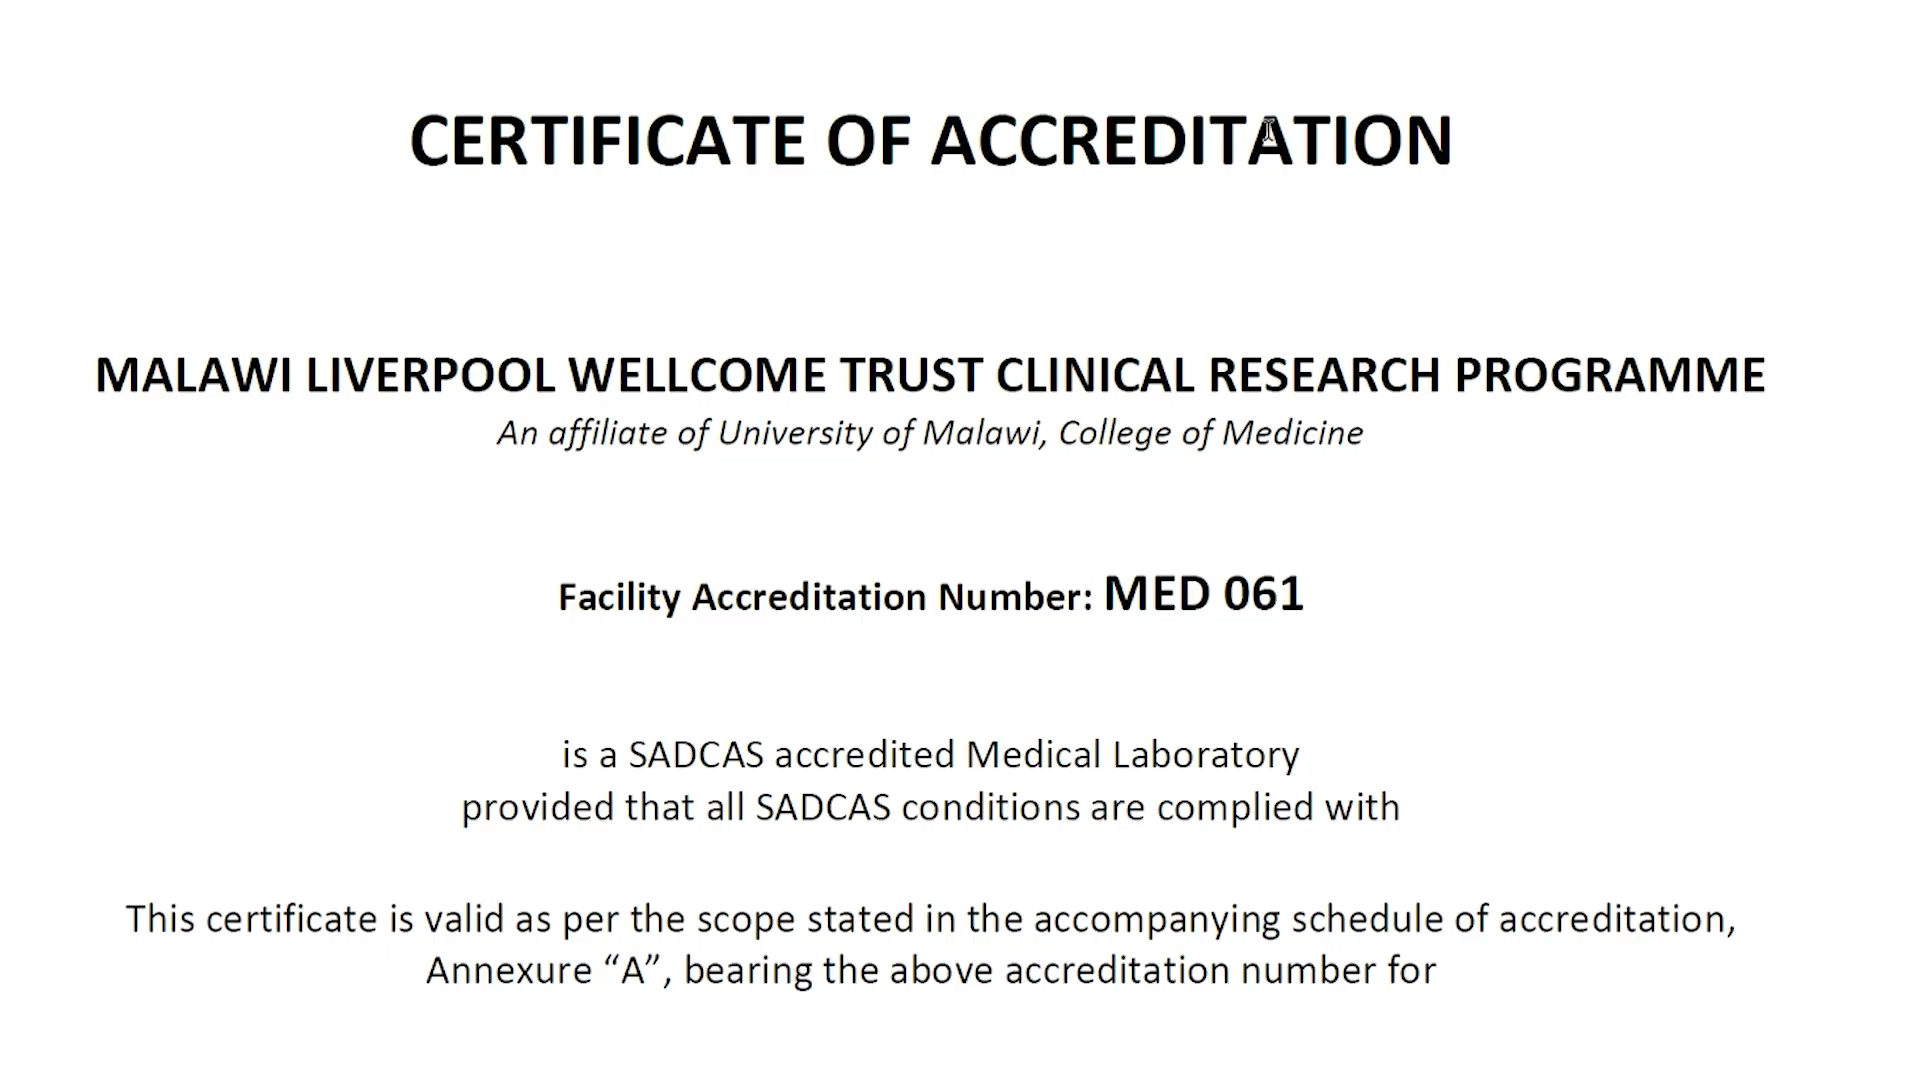 CERTIFICATE OF ACCREDITATION
MALAWI LIVERPOOL WELLCOME TRUST CLINICAL RESEARCH PROGRAMME
An affiliate of University of Malawi, College of Medicine
Facility Accreditation Number: MED 061
is a SADCAS accredited Medical Laboratory
provided that all SADCAS conditions are complied with
This certificate is valid as per the scope stated in the accompanying schedule of accreditation,
Annexure “A”, bearing the above accreditation number for